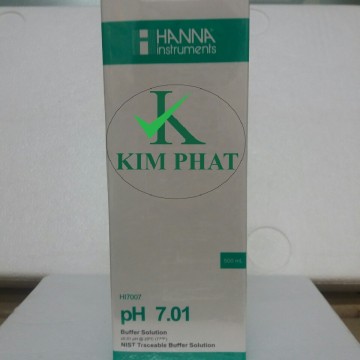 HANNA
instruments
K
KIM PHAT
HI7007
pH 7.01
Buffer Solution
NIST Traceable Buffer Solution